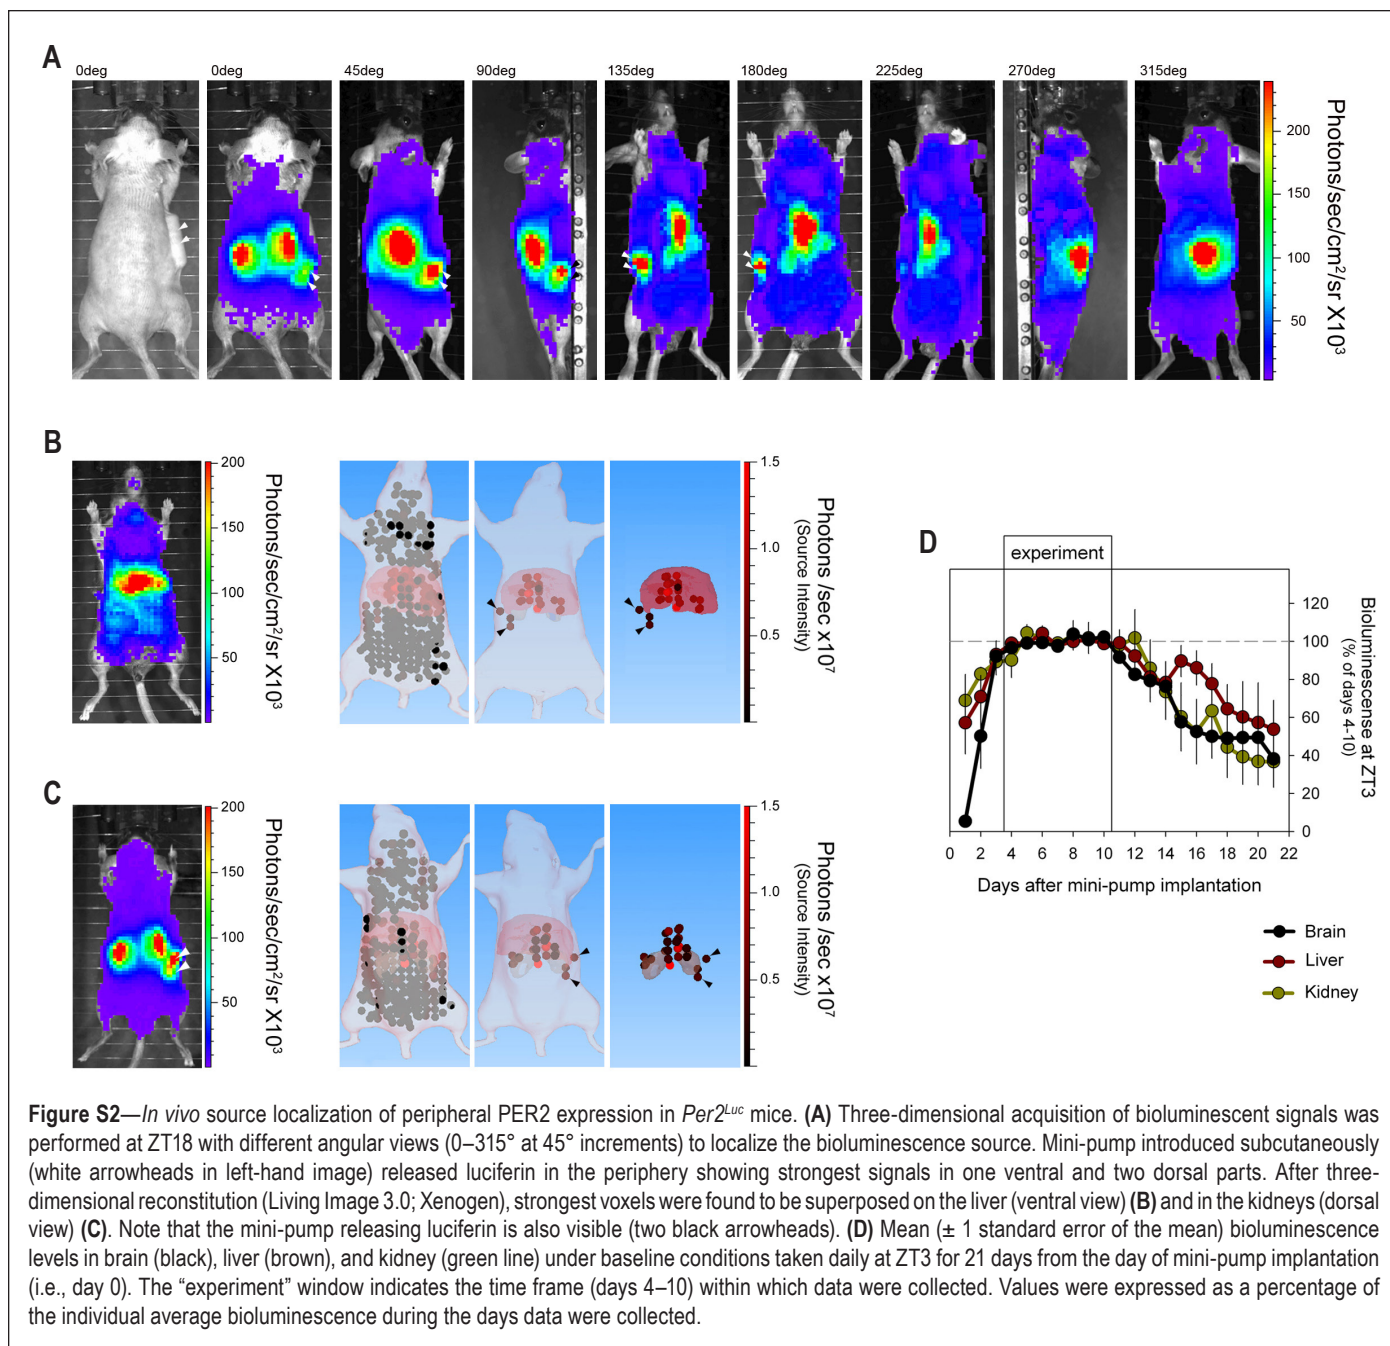 A
0deg
0deg
45deg
90deg
135deg
180deg
225deg
270deg
315deg
200
150
100
50
Photons/sec/cm²/sr X10³
B
200
150
100
50
Photons/sec/cm²/sr X10³
1.5
1.0
0.5
Photons /sec x10⁷
(Source Intensity)
C
200
150
100
50
Photons/sec/cm²/sr X10³
1.5
1.0
0.5
Photons /sec x10⁷
(Source Intensity)
D
experiment
120
100
80
60
40
20
0
Bioluminescense at ZT3
(% of days 4-10)
0 2 4 6 8 10 12 14 16 18 20 22
Days after mini-pump implantation
Brain
Liver
Kidney
Figure S2—In vivo source localization of peripheral PER2 expression in Per2ᴸᵘᶜ mice. (A) Three-dimensional acquisition of bioluminescent signals was
performed at ZT18 with different angular views (0–315° at 45° increments) to localize the bioluminescence source. Mini-pump introduced subcutaneously
(white arrowheads in left-hand image) released luciferin in the periphery showing strongest signals in one ventral and two dorsal parts. After three-
dimensional reconstitution (Living Image 3.0; Xenogen), strongest voxels were found to be superposed on the liver (ventral view) (B) and in the kidneys (dorsal
view) (C). Note that the mini-pump releasing luciferin is also visible (two black arrowheads). (D) Mean (± 1 standard error of the mean) bioluminescence
levels in brain (black), liver (brown), and kidney (green line) under baseline conditions taken daily at ZT3 for 21 days from the day of mini-pump implantation
(i.e., day 0). The “experiment” window indicates the time frame (days 4–10) within which data were collected. Values were expressed as a percentage of
the individual average bioluminescence during the days data were collected.